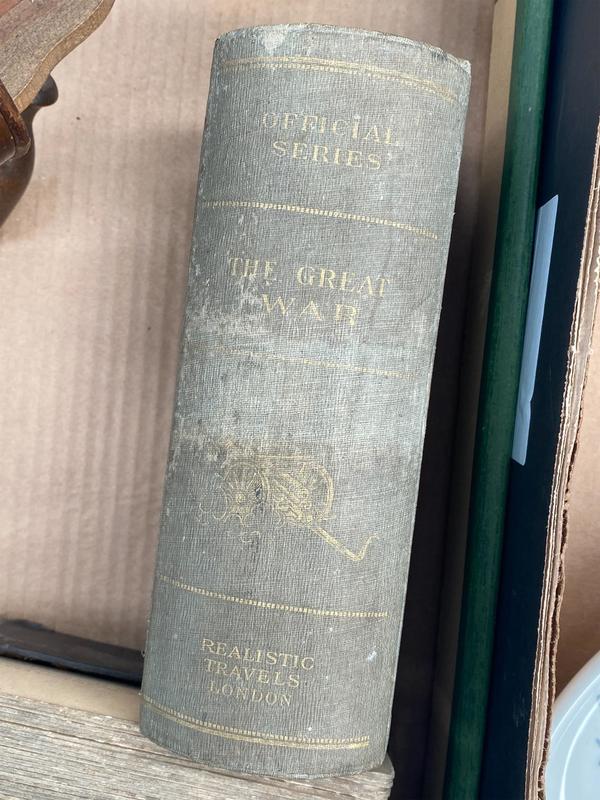 OFFICIAL
SERIES
THE GREAT
WAR
REALISTIC
TRAVELS
LONDON